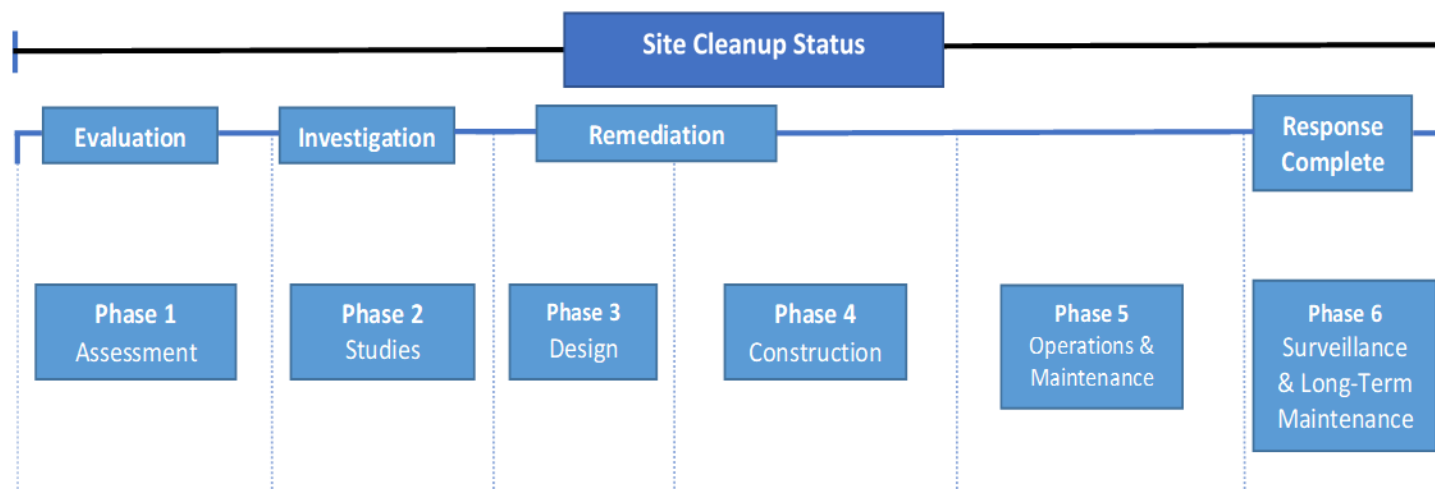 Site Cleanup Status
Evaluation
Investigation
Remediation
Response
Complete
Phase 1
Assessment
Phase 2
Studies
Phase 3
Design
Phase 4
Construction
Phase 5
Operations &
Maintenance
Phase 6
Surveillance
& Long-Term
Maintenance